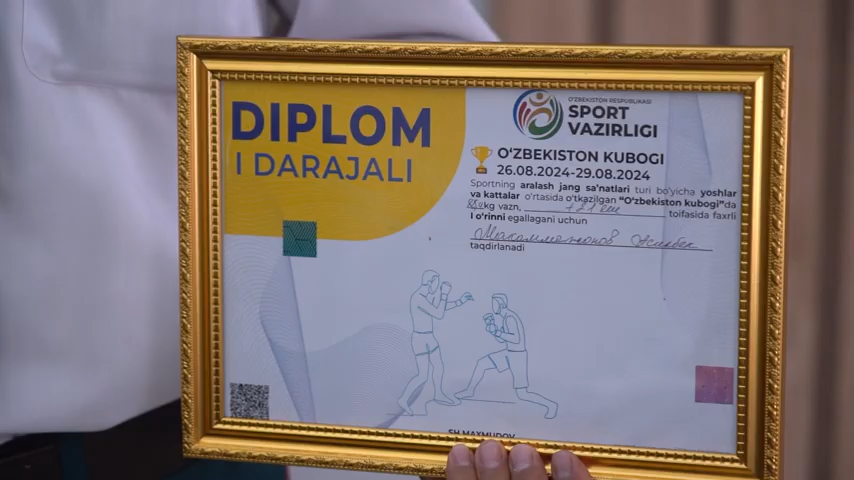 DIPLOM
I DARAJALI
O‘ZBEKISTON RESPUBLIKASI
SPORT
VAZIRLIGI
O‘ZBEKISTON KUBOGI
26.08.2024-29.08.2024
Sportning aralash jang sa’natlari turi bo‘yicha yoshlar
va kattalar o‘rtasida o‘tkazilgan “O‘zbekiston kubogi”da
kg vazn, toifasida faxrli
I o‘rinni egallagani uchun
taqdirlanadi
SH.MAXMUDOV